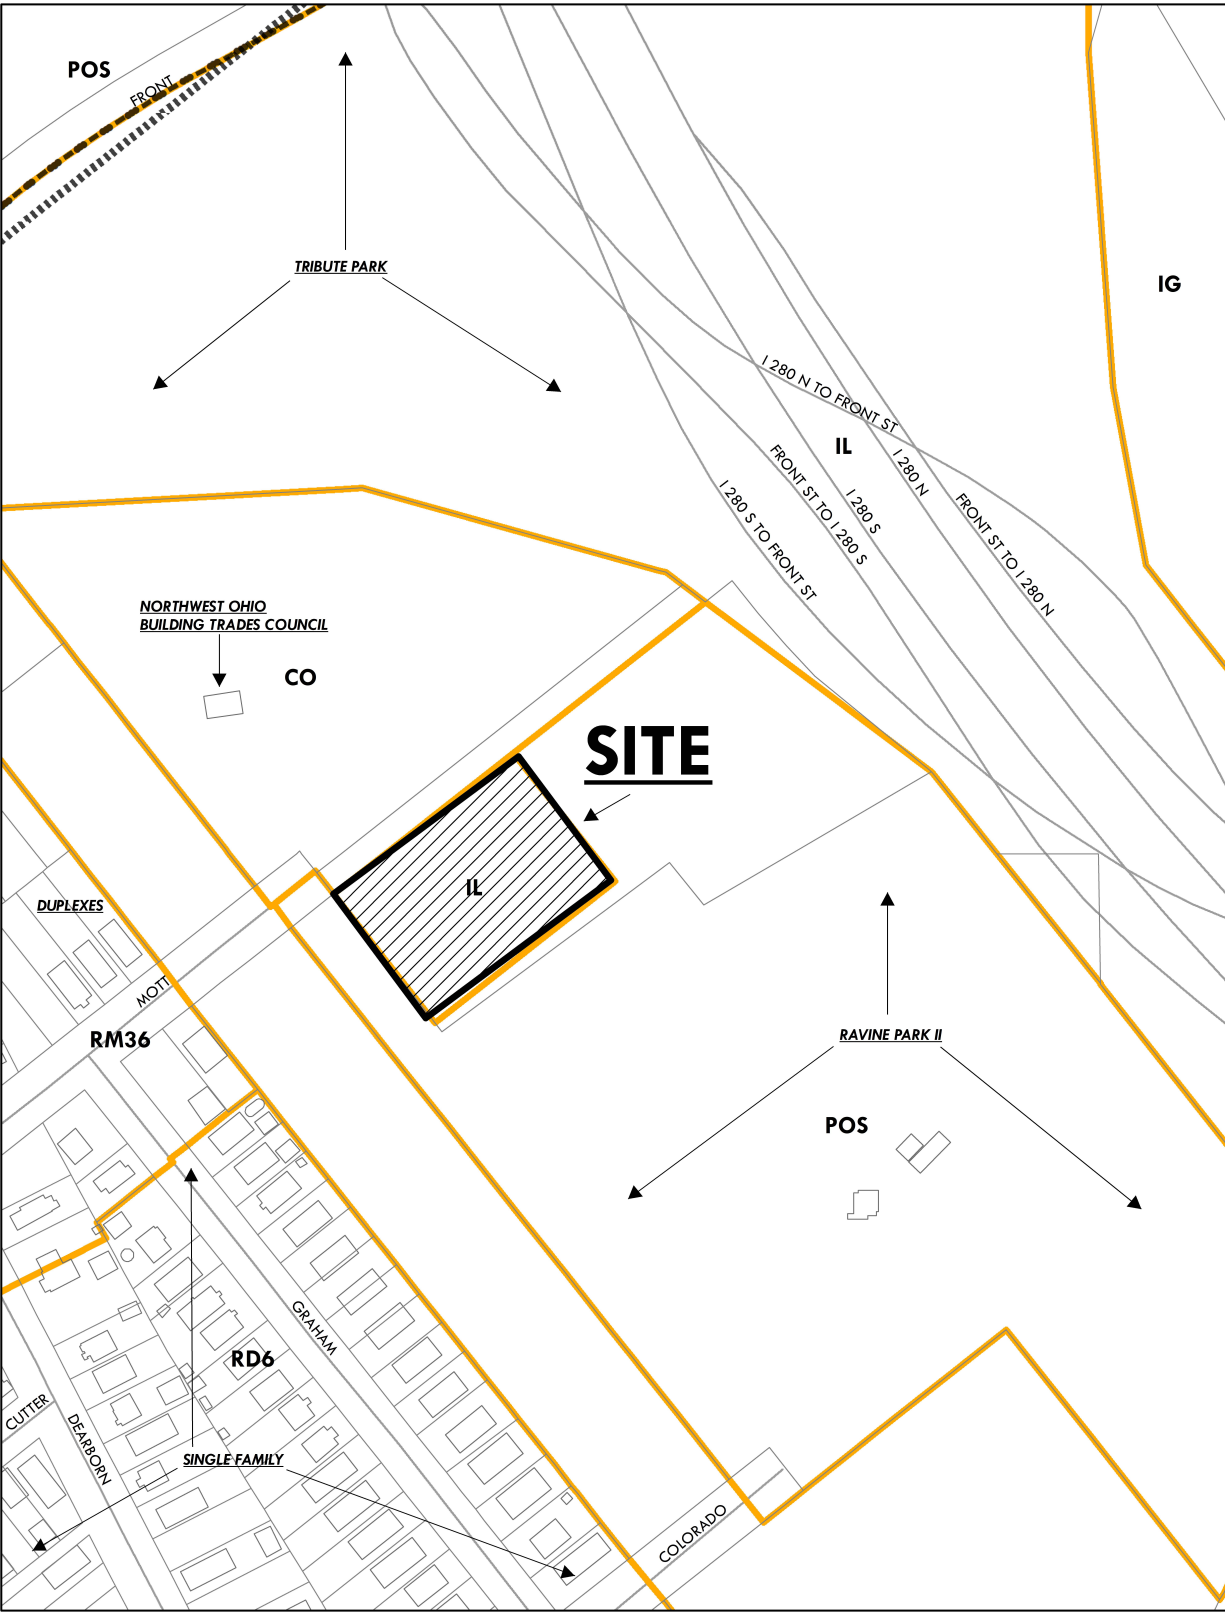 POS
FRONT
TRIBUTE PARK
IG
I 280 N TO FRONT ST
IL
I 280 N
FRONT ST TO I 280 S
I 280 S
I 280 S TO FRONT ST
FRONT ST TO I 280 N
NORTHWEST OHIO
BUILDING TRADES COUNCIL
CO
SITE
IL
DUPLEXES
MOTT
RM36
RAVINE PARK II
POS
GRAHAM
RD6
CUTTER
DEARBORN
SINGLE FAMILY
COLORADO